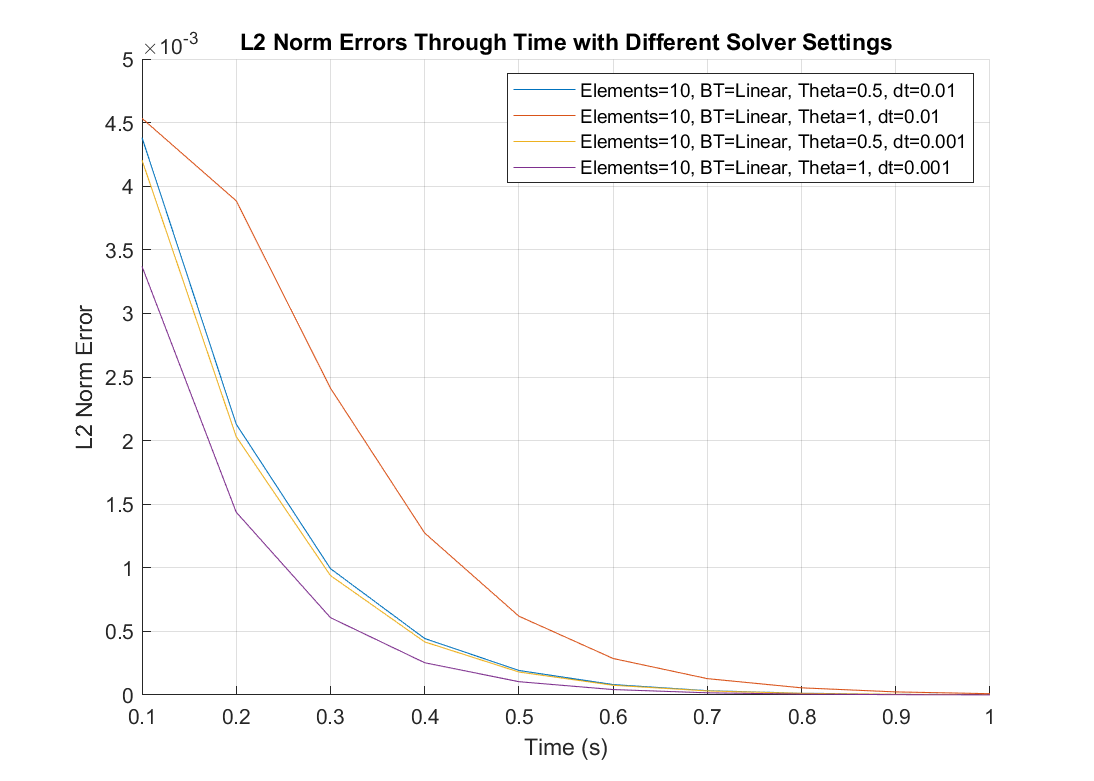 ×10-3
L2 Norm Errors Through Time with Different Solver Settings
5
4.5
4
3.5
3
2.5
2
1.5
1
0.5
0
L2 Norm Error
Elements=10, BT=Linear, Theta=0.5, dt=0.01
Elements=10, BT=Linear, Theta=1, dt=0.01
Elements=10, BT=Linear, Theta=0.5, dt=0.001
Elements=10, BT=Linear, Theta=1, dt=0.001
0.1 0.2 0.3 0.4 0.5 0.6 0.7 0.8 0.9 1
Time (s)